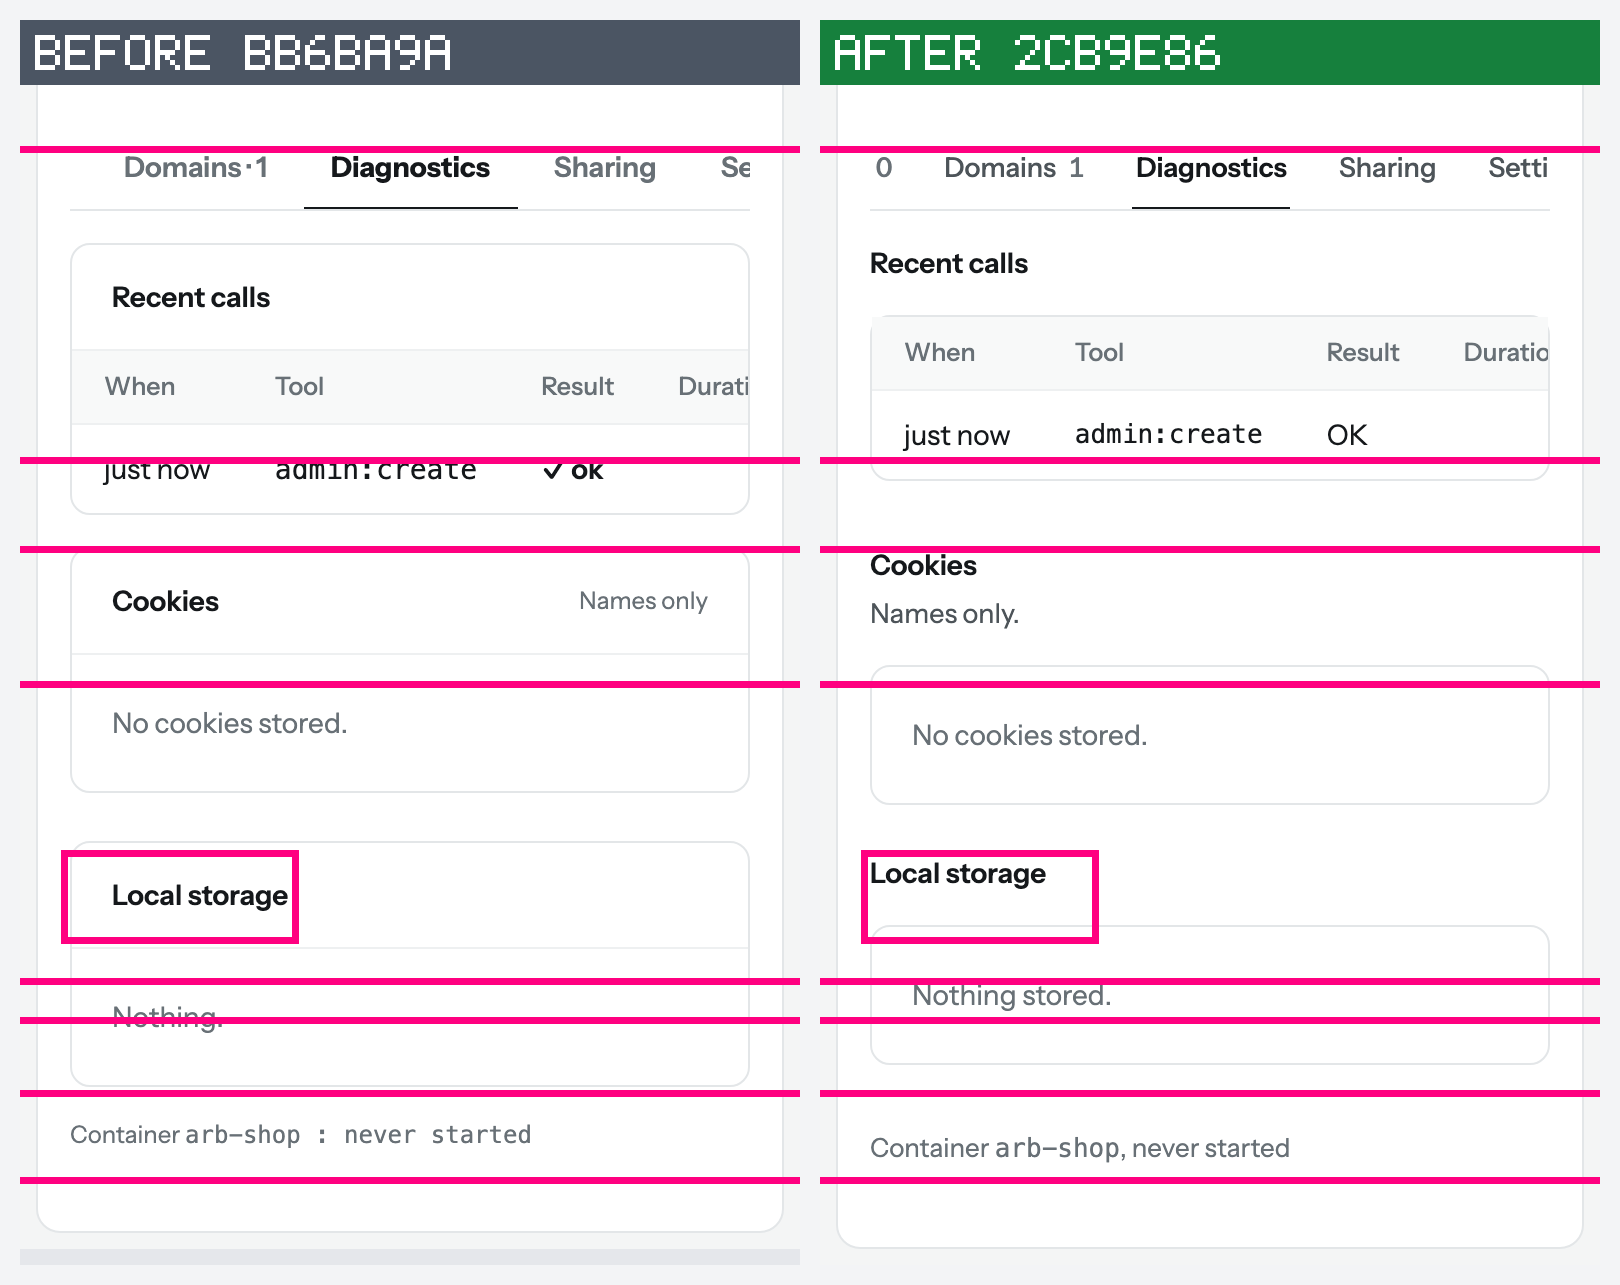 BEFORE BB6BA9A
Domains·1 Diagnostics Sharing Se
Recent calls
When Tool Result Durati
just now admin:create ✓ ok
Cookies Names only
No cookies stored.
Local storage
Nothing.
Container arb-shop : never started
AFTER 2CB9E86
0 Domains 1 Diagnostics Sharing Setti
Recent calls
When Tool Result Duratio
just now admin:create OK
Cookies
Names only.
No cookies stored.
Local storage
Nothing stored.
Container arb-shop, never started